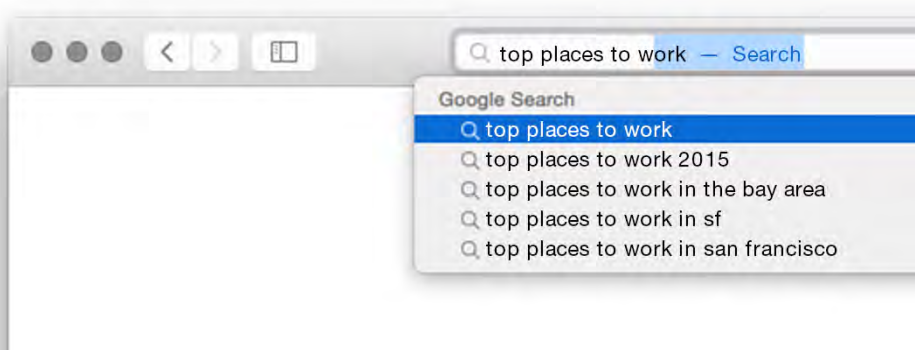 top places to work — Search
Google Search
top places to work
top places to work 2015
top places to work in the bay area
top places to work in sf
top places to work in san francisco